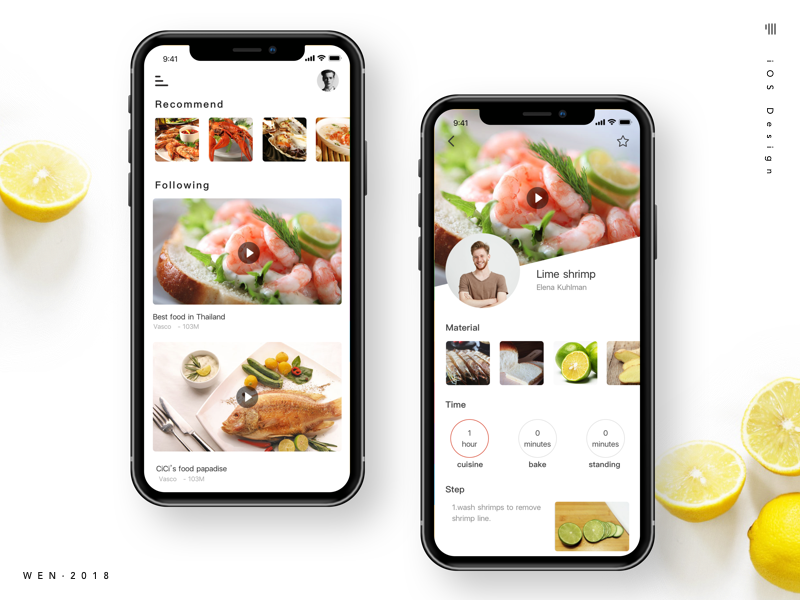 9:41
Recommend
Following
Best food in Thailand
Vasco - 103M
CiCi's food papadise
Vasco - 103M
9:41
Lime shrimp
Elena Kuhlman
Material
Time
1
hour
cuisine
0
minutes
bake
0
minutes
standing
Step
1.wash shrimps to remove
shrimp line.
iOS Design
WEN·2018